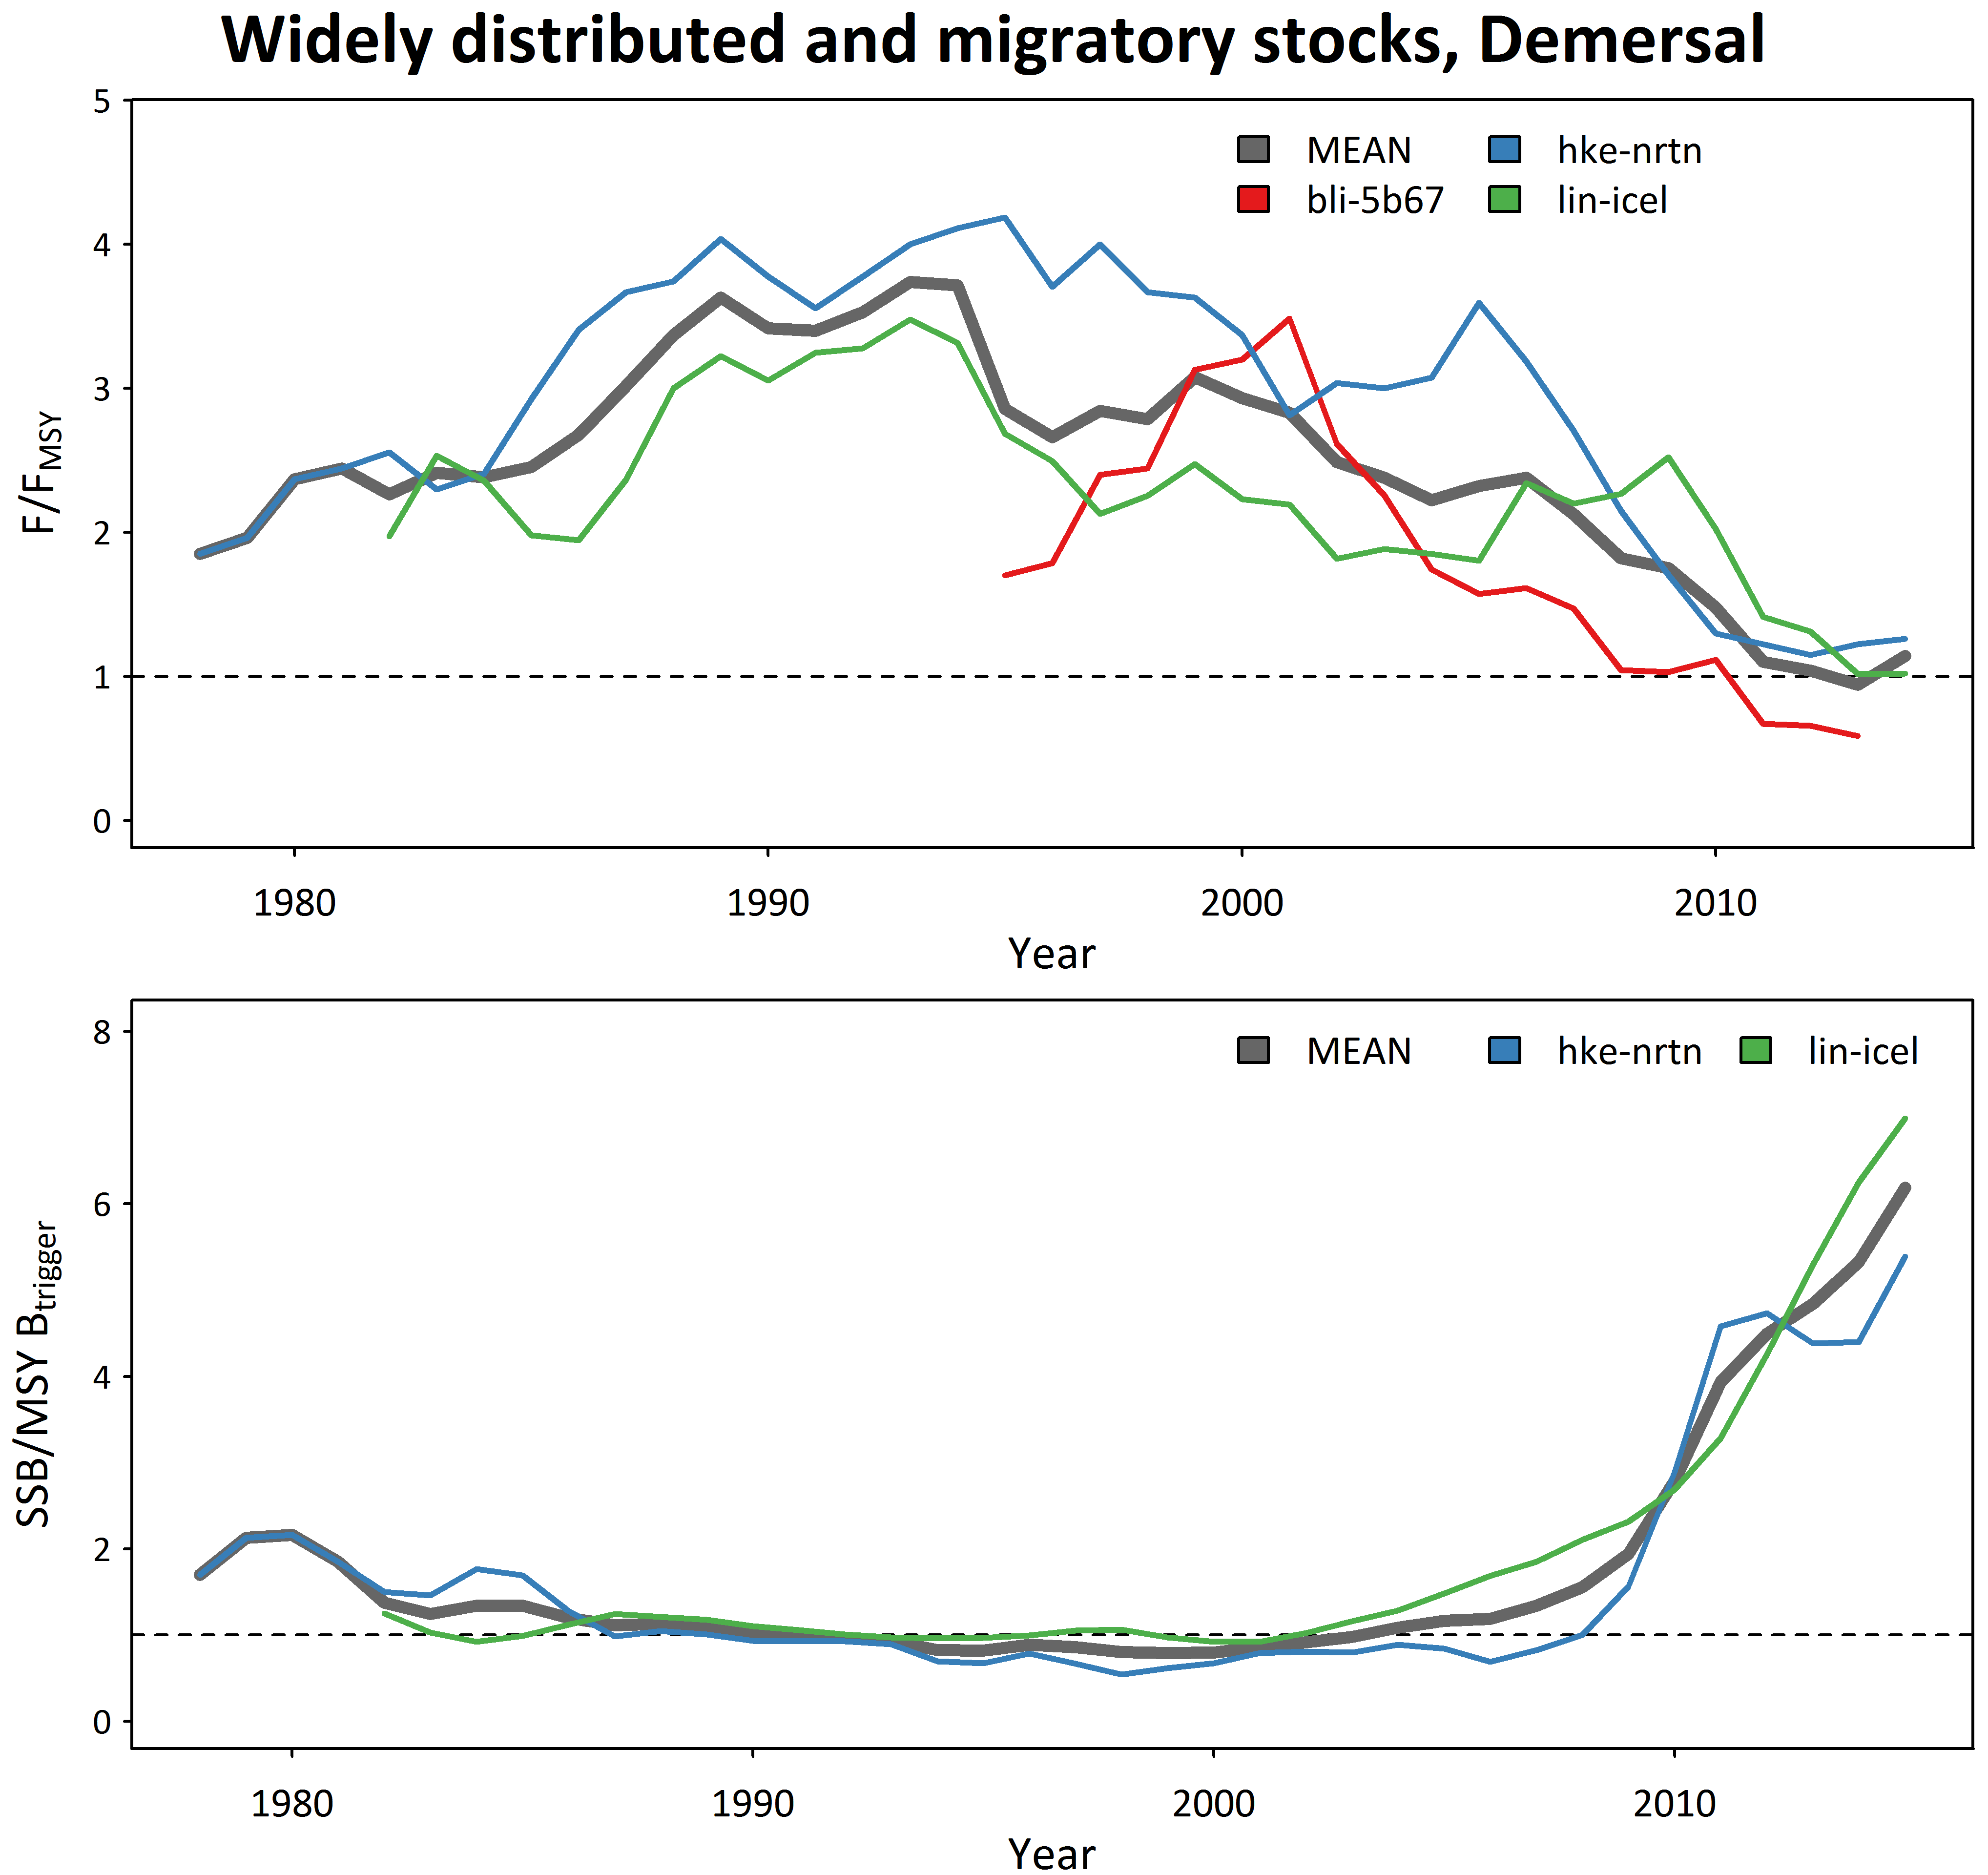 Widely distributed and migratory stocks, Demersal
5
4
3
2
1
0
F/FMSY
MEAN
hke-nrtn
bli-5b67
lin-icel
1980
1990
2000
2010
Year
8
6
4
2
1
0
SSB/MSY Btrigger
MEAN
hke-nrtn
lin-icel
1980
1990
2000
2010
Year